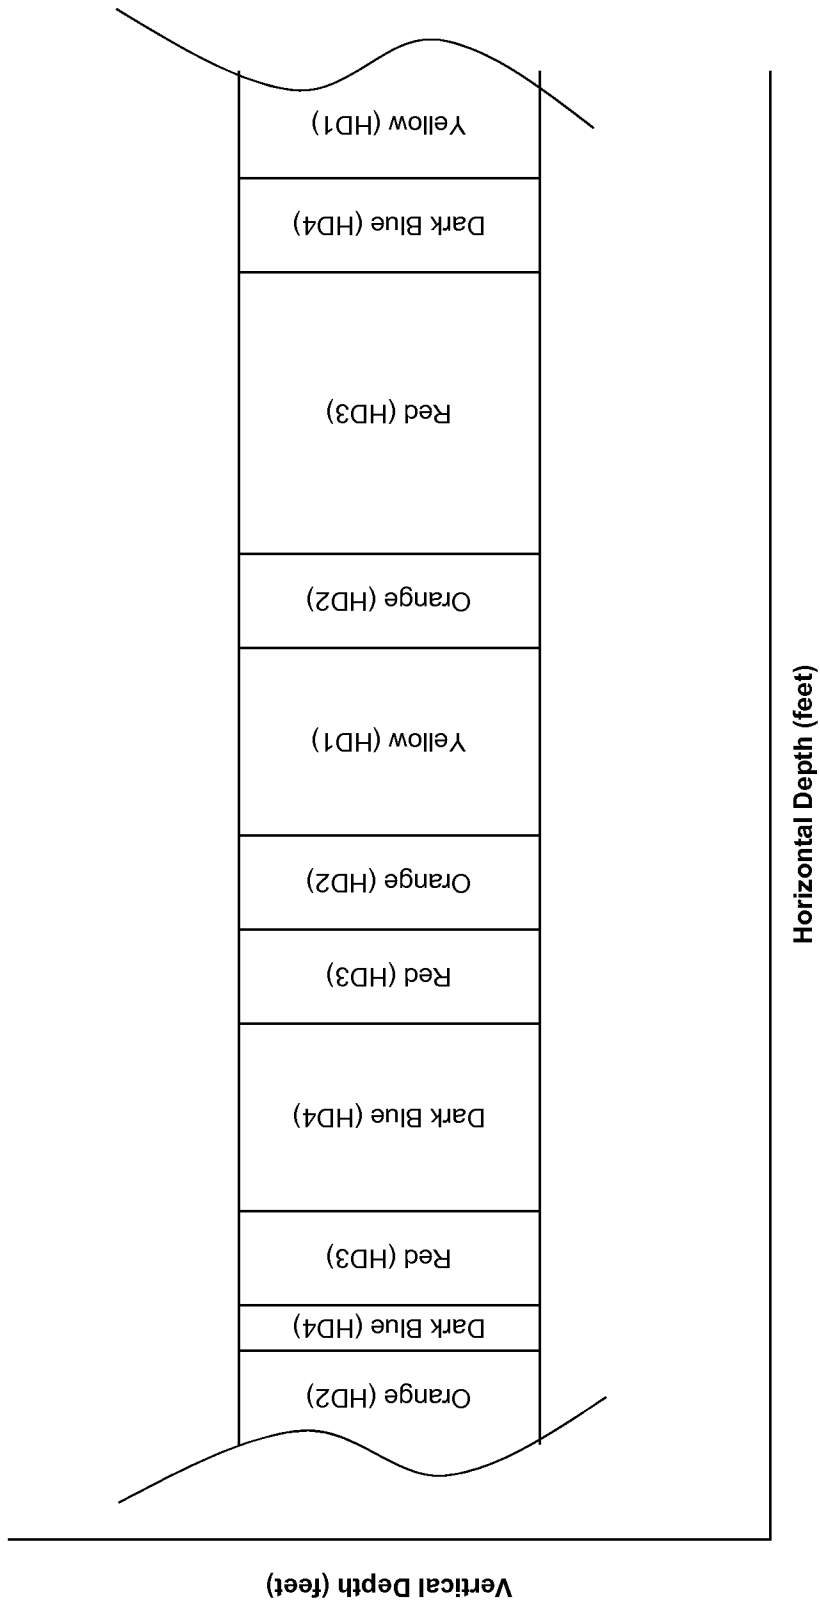 Yellow (HD1)
Dark Blue (HD4)
Red (HD3)
Orange (HD2)
Yellow (HD1)
Orange (HD2)
Red (HD3)
Dark Blue (HD4)
Red (HD3)
Dark Blue (HD4)
Orange (HD2)
Horizontal Depth (feet)
Vertical Depth (feet)